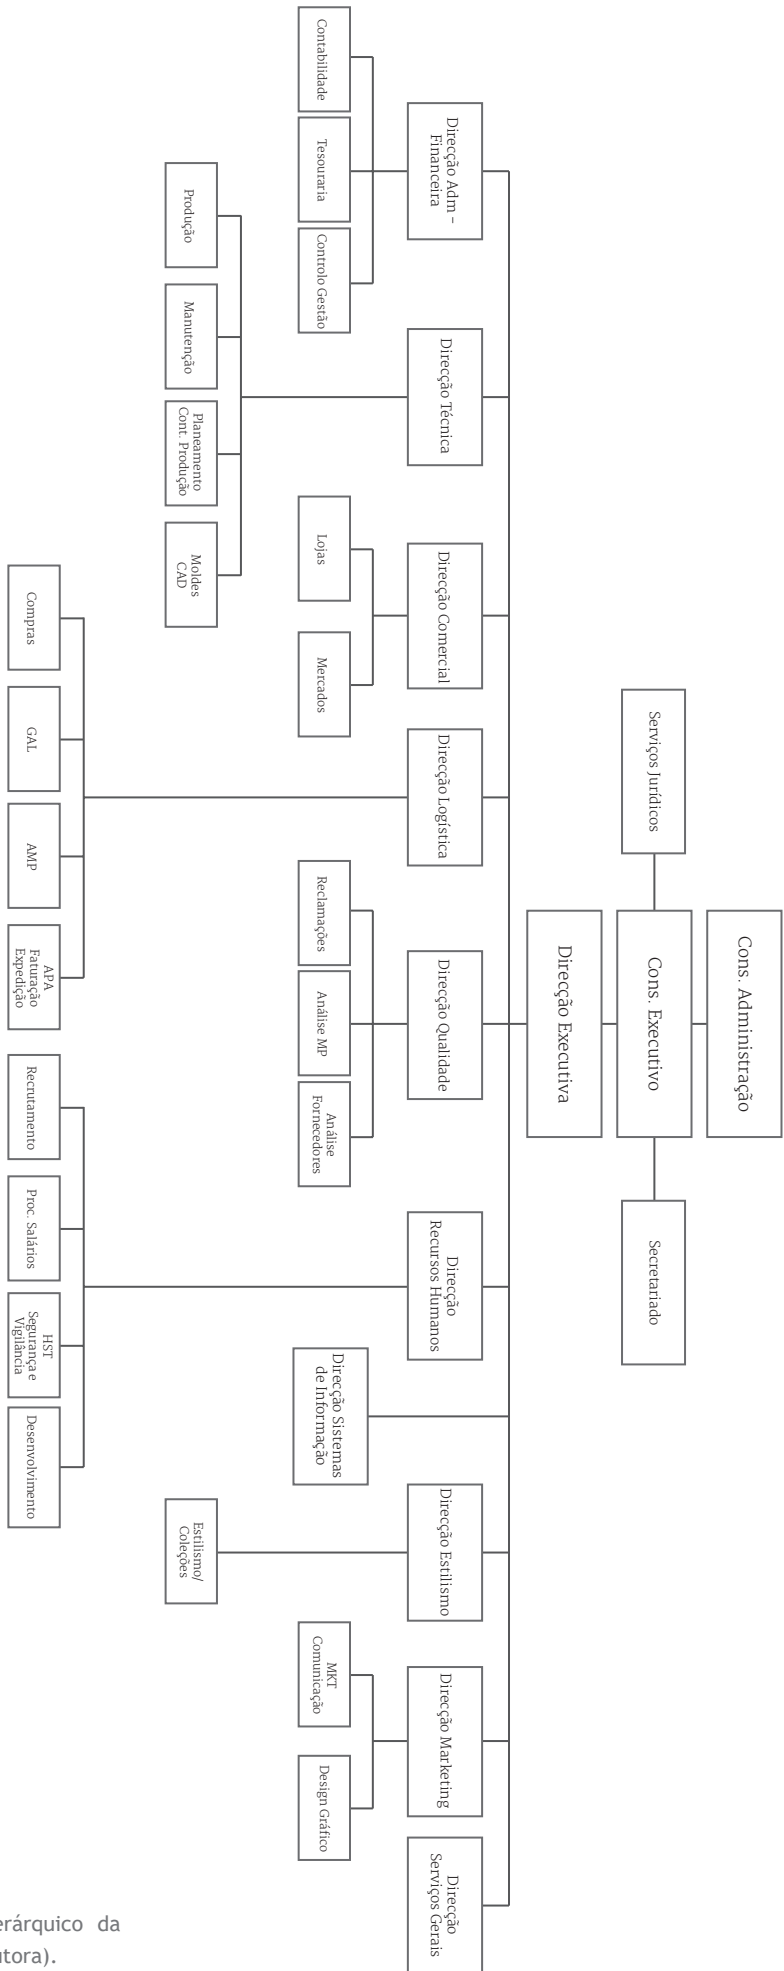 Cons. Administração
Serviços Jurídicos
Cons. Executivo
Secretariado
Direcção Executiva
Direcção Adm –
Financeira
Direcção Técnica
Direcção Comercial
Direcção Logística
Direcção Qualidade
Direcção
Recursos Humanos
Direcção Sistemas
de Informação
Direcção Estilismo
Direcção Marketing
Direcção
Serviços Gerais
Contabilidade
Tesouraria
Controlo Gestão
Lojas
Mercados
Reclamações
Análise MP
Análise
Fornecedores
MKT
Comunicação
Design Gráfico
Produção
Manutenção
Planeamento
Cont. Produção
Moldes
CAD
Estilismo/
Coleções
Compras
GAL
AMP
APA
Faturação
Expedição
Recrutamento
Proc. Salários
HST
Segurança e
Vigilância
Desenvolvimento
erárquico da
utora).